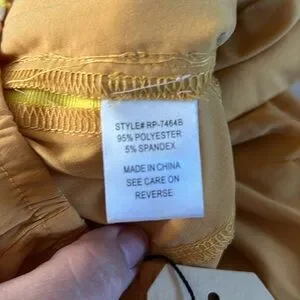 STYLE# RP-7464B
95% POLYESTER
5% SPANDEX
MADE IN CHINA
SEE CARE ON
REVERSE